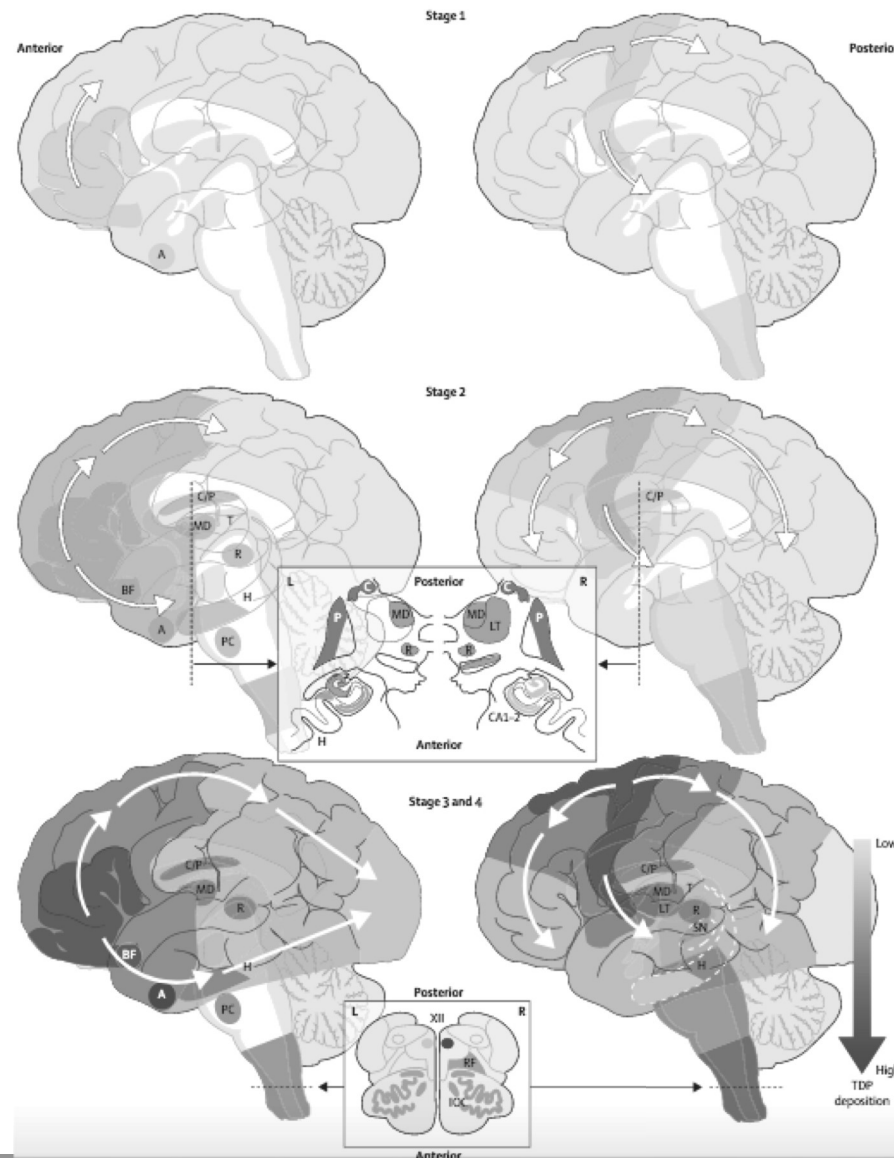 Stage 1
Anterior
Posterio
A
Stage 2
C/P
MD
T
R
BF
H
A
PC
C/P
L
Posterior
R
C
C
P
MD
MD
LT
P
R
R
CA1–2
H
Anterior
Stage 3 and 4
C/P
MD
R
BF
H
A
PC
C/P
MD
T
LT
R
SN
H
Low
High
TDP
deposition
Posterior
L
XII
R
RF
IOC
Anterior